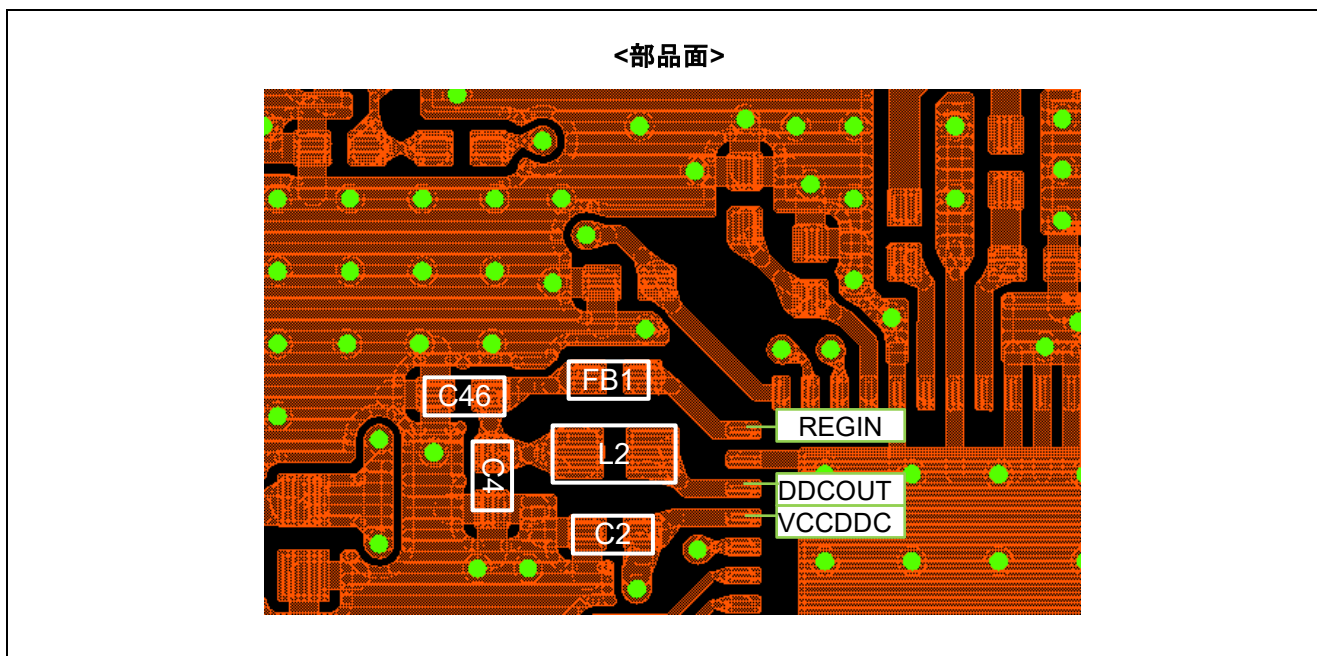 <部品面>
FB1
C46
REGIN
L2
C4
DDCOUT
VCCDDC
C2